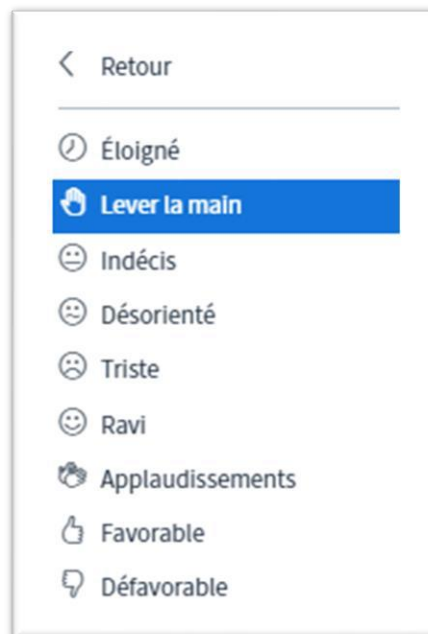 Retour
Éloigné
Lever la main
Indécis
Désorienté
Triste
Ravi
Applaudissements
Favorable
Défavorable